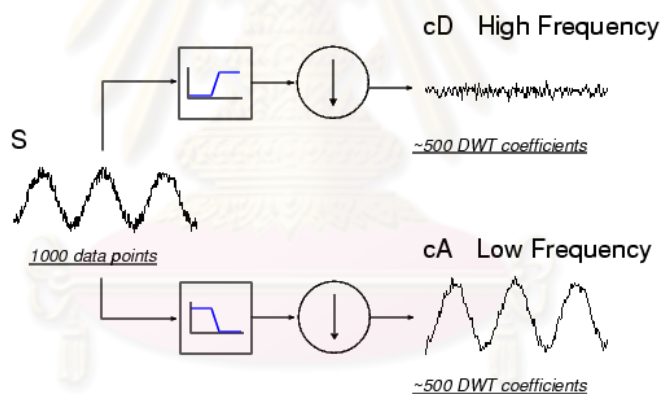 cD High Frequency
~500 DWT coefficients
S
1000 data points
cA Low Frequency
~500 DWT coefficients